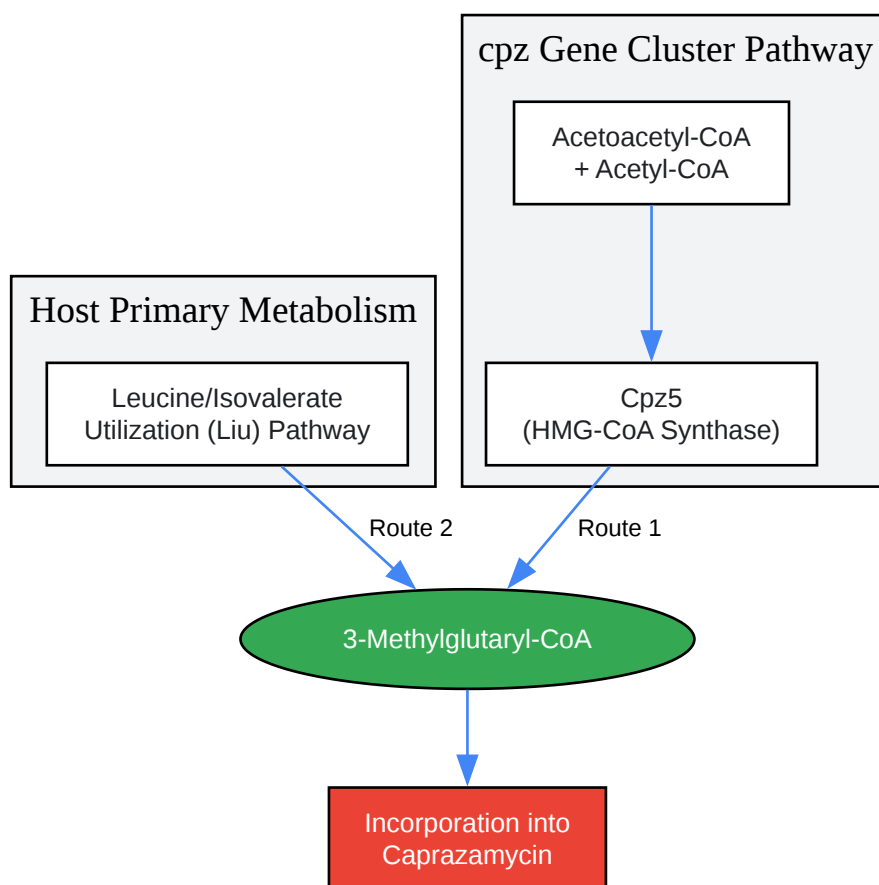 cpz Gene Cluster Pathway
Acetoacetyl-CoA
+ Acetyl-CoA
Host Primary Metabolism
Leucine/Isovalerate
Utilization (Liu) Pathway
Cpz5
(HMG-CoA Synthase)
Route 2
Route 1
3-Methylglutaryl-CoA
Incorporation into
Caprazamycin